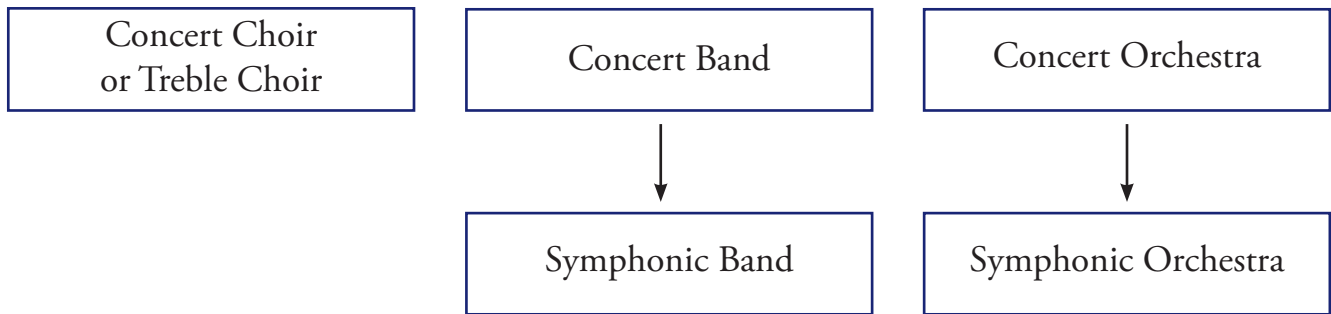 Concert Choir
or Treble Choir
Concert Band
Concert Orchestra
Symphonic Band
Symphonic Orchestra